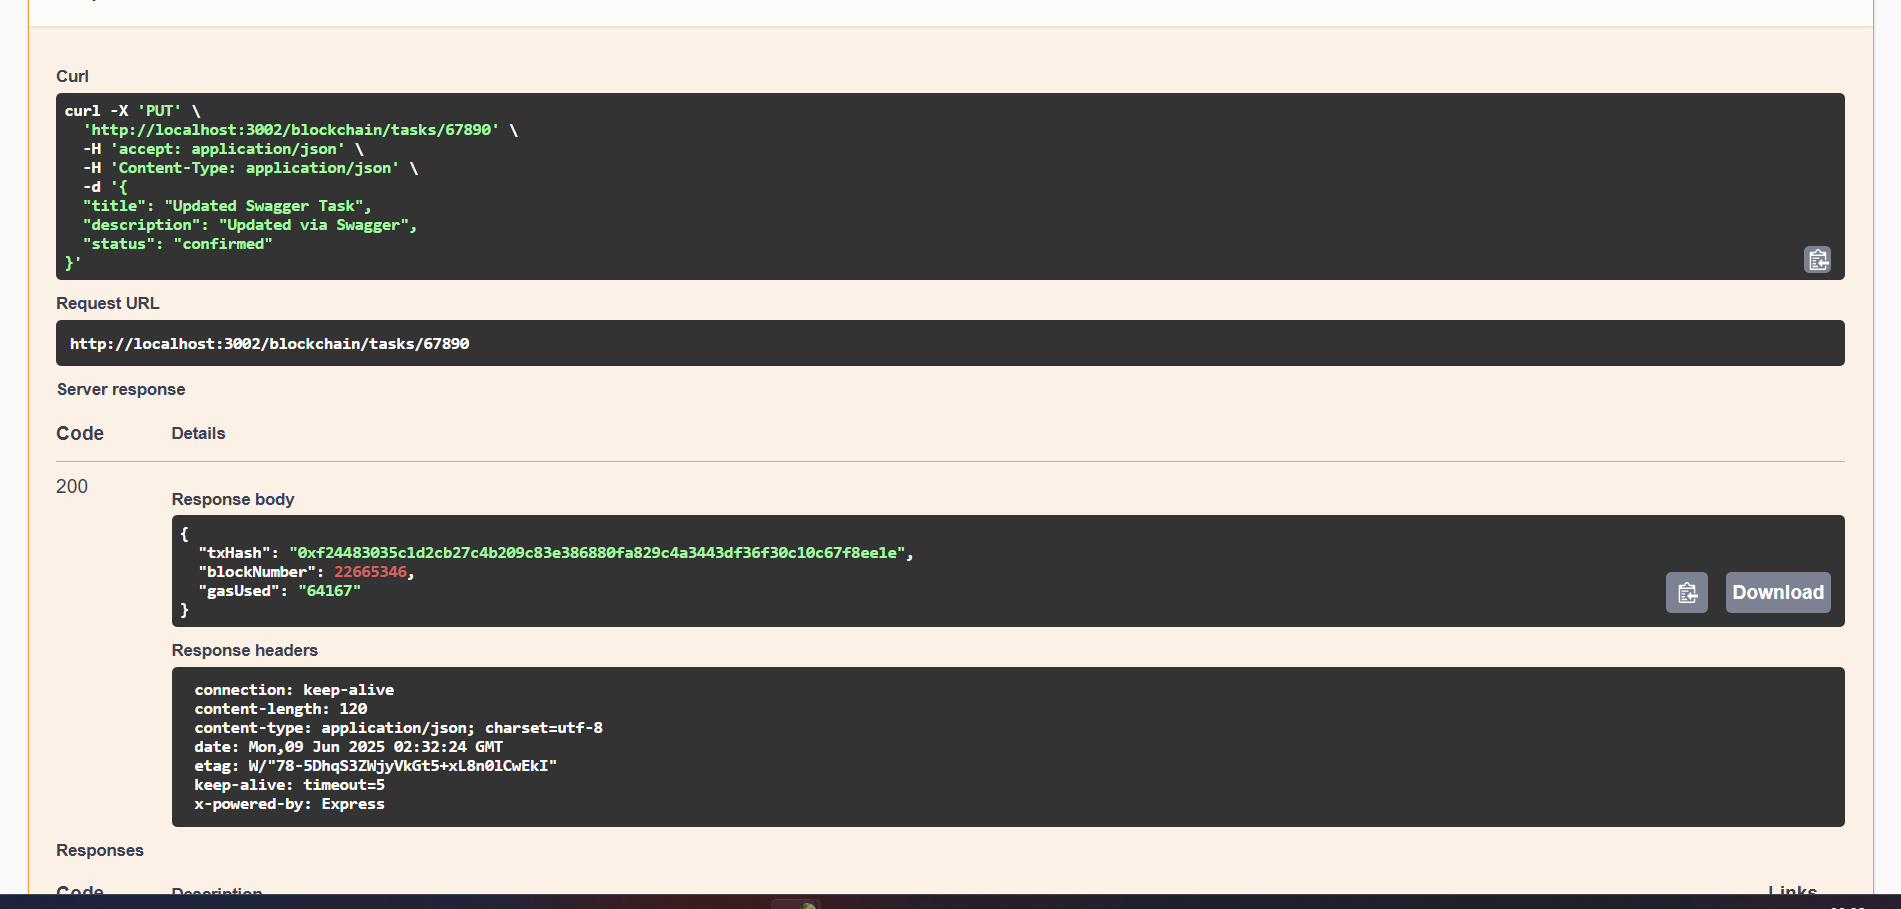 Curl
curl -X 'PUT' \
'http://localhost:3002/blockchain/tasks/67890' \
-H 'accept: application/json' \
-H 'Content-Type: application/json' \
-d '{
"title": "Updated Swagger Task",
"description": "Updated via Swagger",
"status": "confirmed"
}'
Request URL
http://localhost:3002/blockchain/tasks/67890
Server response
Code Details
200
Response body
{
"txHash": "0xf24483035c1d2cb27c4b209c83e386880fa829c4a3443df36f30c10c67f8ee1e",
"blockNumber": 22665346,
"gasUsed": "64167"
}
Download
Response headers
connection: keep-alive
content-length: 120
content-type: application/json; charset=utf-8
date: Mon,09 Jun 2025 02:32:24 GMT
etag: W/"78-5DhqS3ZWjyVkGt5+xL8n0lCwEkI"
keep-alive: timeout=5
x-powered-by: Express
Responses
Code Description Links